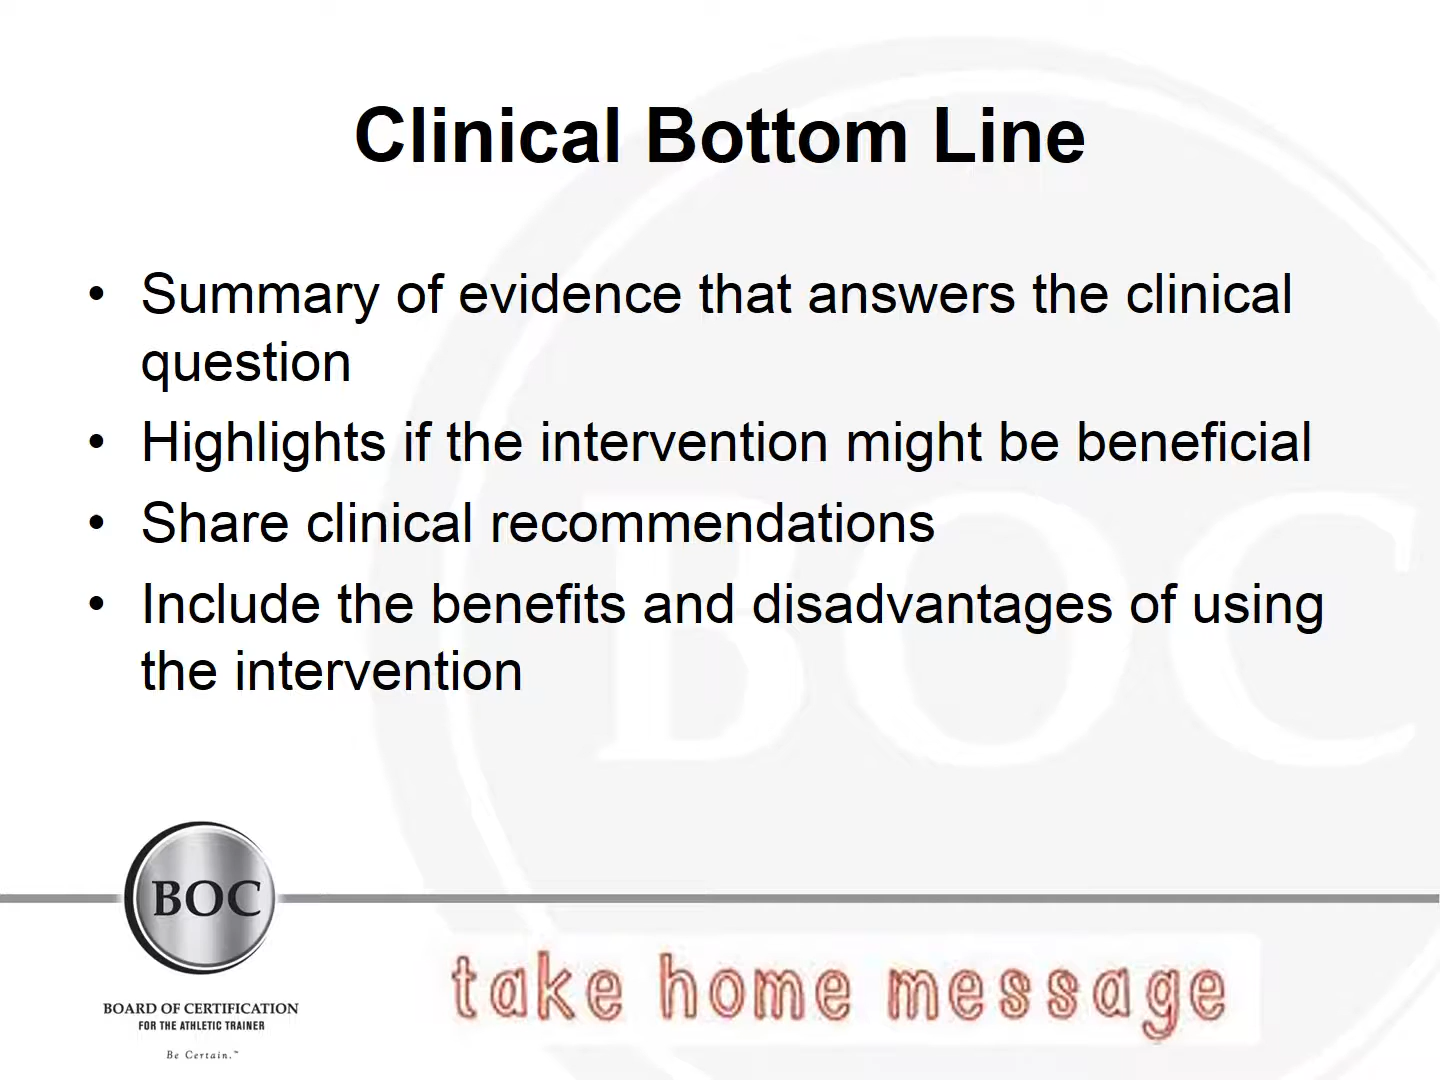 Clinical Bottom Line
• Summary of evidence that answers the clinical
question
• Highlights if the intervention might be beneficial
• Share clinical recommendations
• Include the benefits and disadvantages of using
the intervention
BOC
BOC
BOARD OF CERTIFICATION
FOR THE ATHLETIC TRAINER
Be Certain.™
take home message